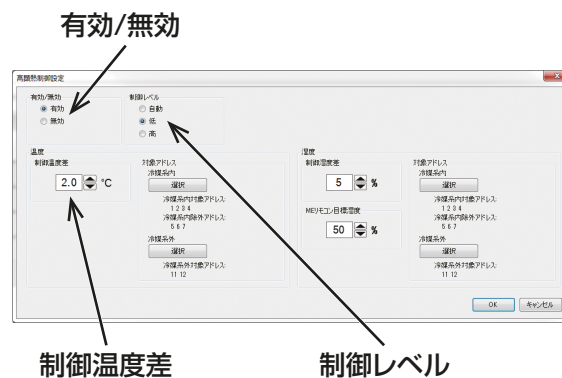 有効/無効
高顕熱制御設定
有効/無効
有効
無効
制御レベル
自動
低
高
温度
制御温度差
2.0 °C
対象アドレス
冷媒系内
選択
冷媒系内対象アドレス:
1 2 3 4
冷媒系内除外アドレス:
5 6 7
冷媒系外
選択
冷媒系外対象アドレス:
11 12
湿度
制御湿度差
5 %
MEリモコン目標湿度
50 %
対象アドレス
冷媒系内
選択
冷媒系内対象アドレス:
1 2 3 4
冷媒系内除外アドレス:
5 6 7
冷媒系外
選択
冷媒系外対象アドレス:
11 12
OK キャンセル
制御温度差 制御レベル